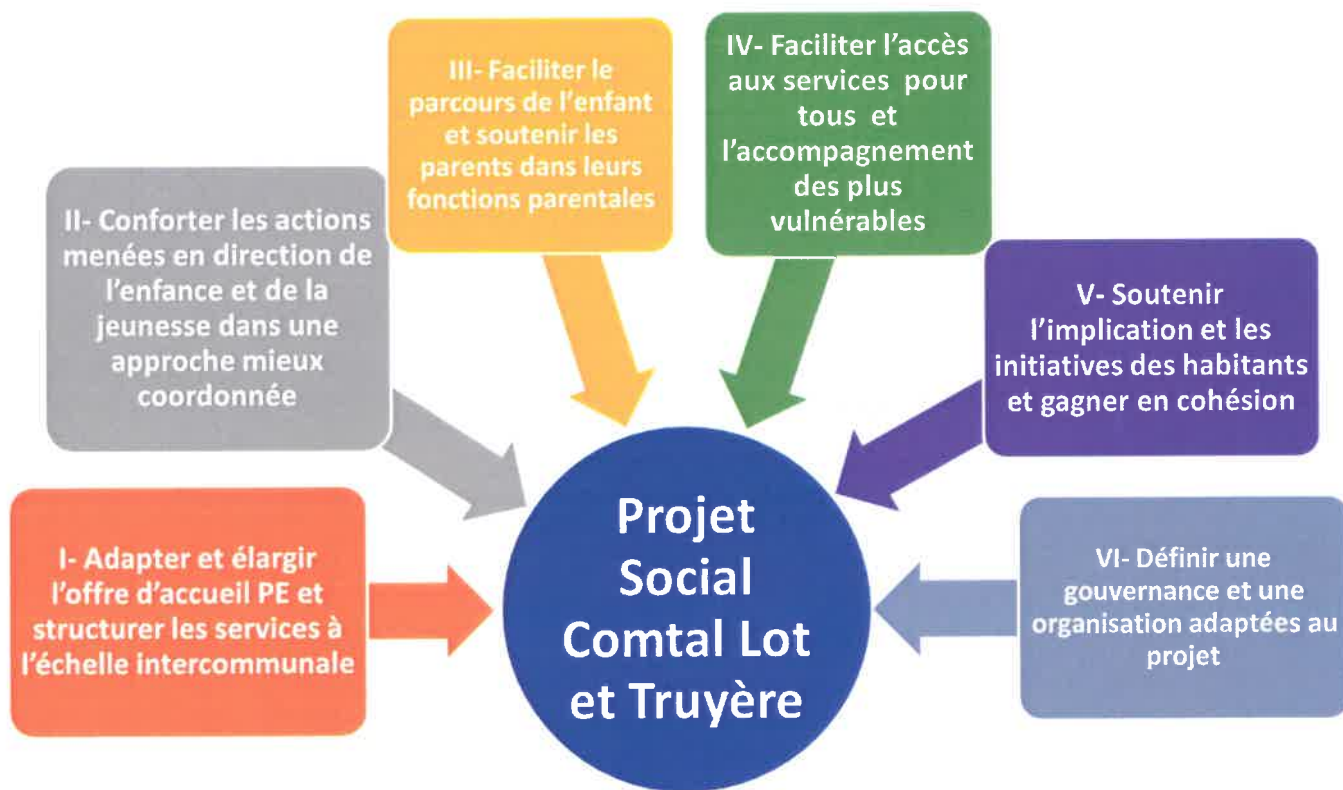 I- Adapter et élargir
l'offre d'accueil PE et
structurer les services à
l'échelle intercommunale
II- Conforter les actions
menées en direction de
l'enfance et de la
jeunesse dans une
approche mieux
coordonnée
III- Faciliter le
parcours de l'enfant
et soutenir les
parents dans leurs
fonctions parentales
IV- Faciliter l'accès
aux services pour
tous et
l'accompagnement
des plus
vulnérables
V- Soutenir
l'implication et les
initiatives des habitants
et gagner en cohésion
VI- Définir une
gouvernance et une
organisation adaptées au
projet
Projet
Social
Comtal Lot
et Truyère